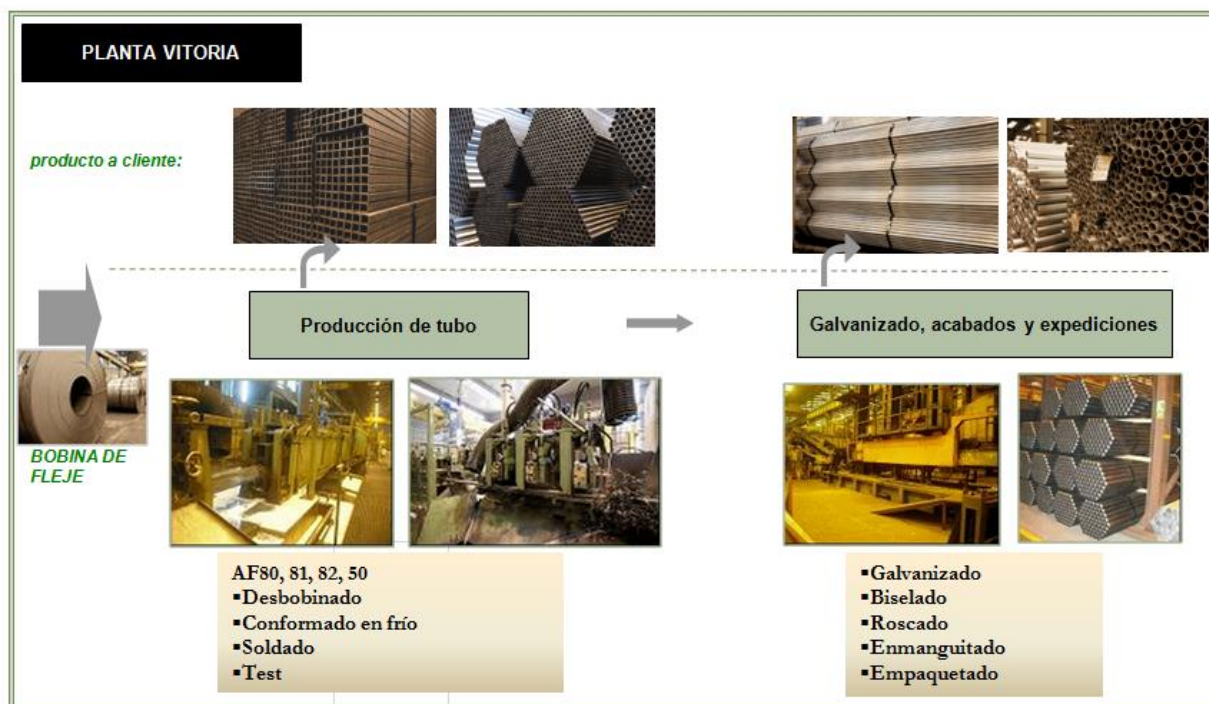 PLANTA VITORIA
producto a cliente:
Producción de tubo
Galvanizado, acabados y expediciones
BOBINA DE
FLEJE
AF80, 81, 82, 50
▪Desbobinado
▪Conformado en frío
▪Soldado
▪Test
▪Galvanizado
▪Biselado
▪Roscado
▪Enmanguitado
▪Empaquetado